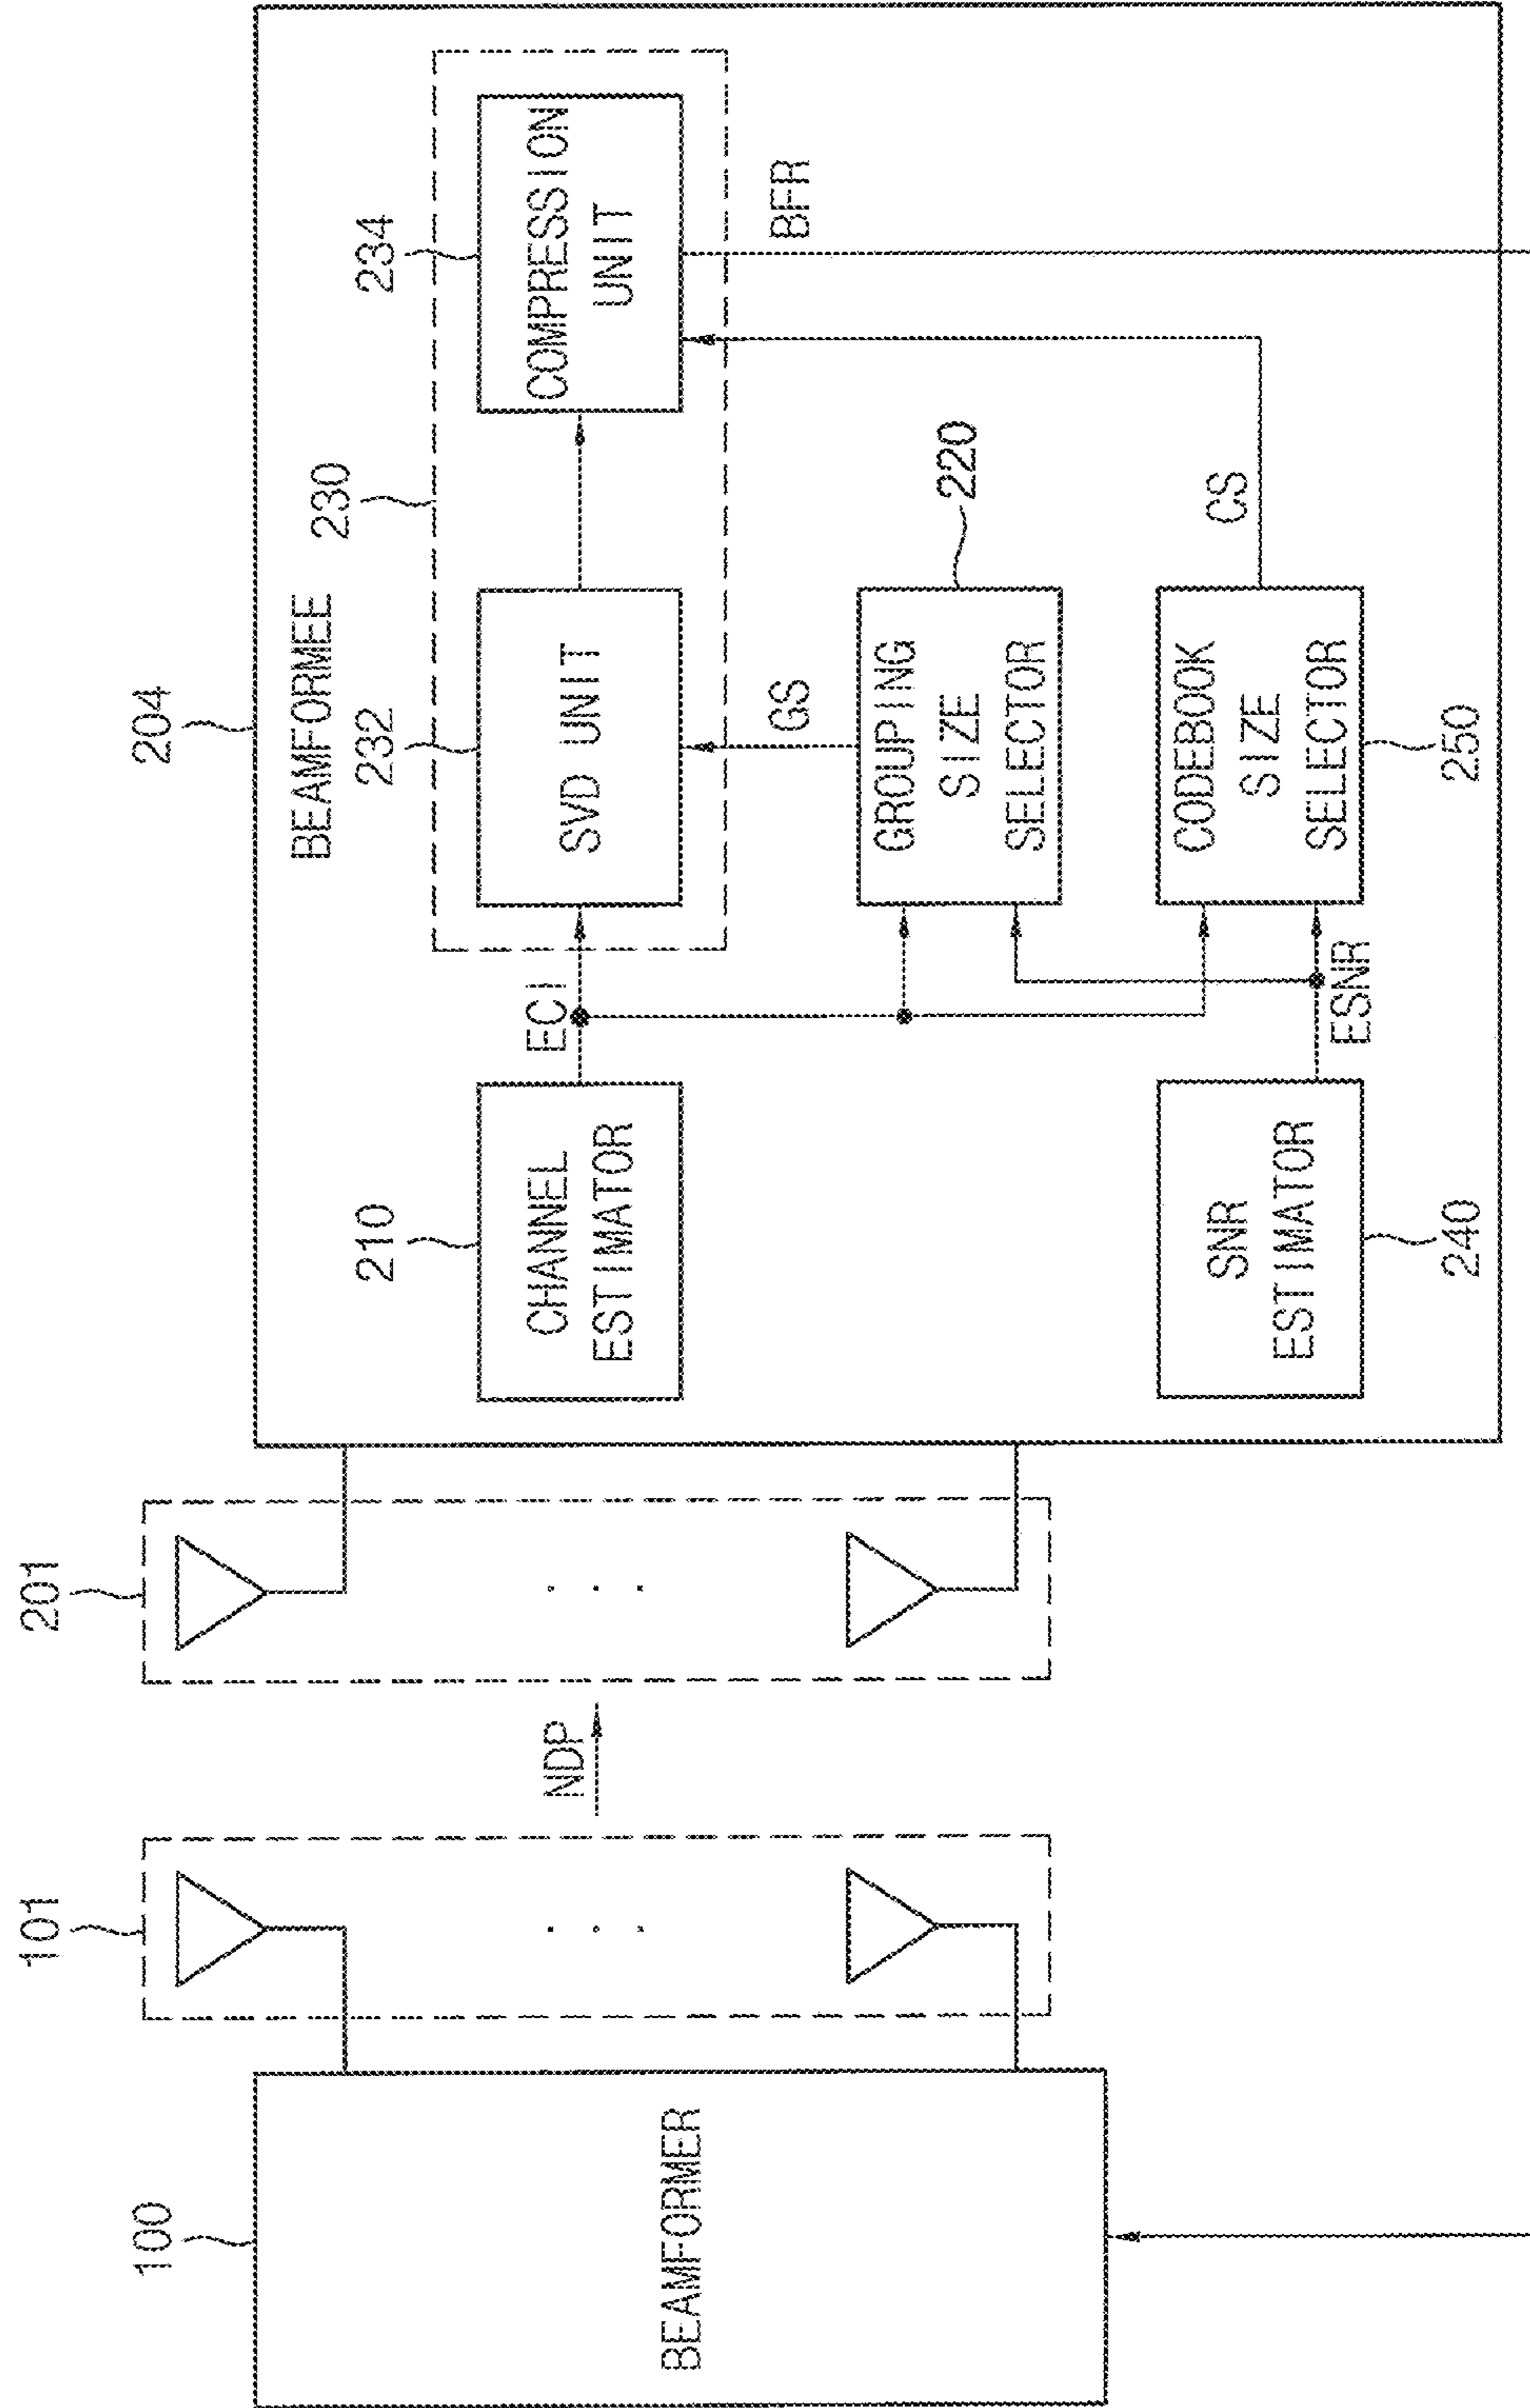 100
BEAMFORMER
101
NDP
201
204
BEAMFORMEE
210
CHANNEL
ESTIMATOR
ECI
230
232
SVD UNIT
234
COMPRESSION
UNIT
GS
BFR
GROUPING
SIZE
SELECTOR
220
SNR
ESTIMATOR
240
ESNR
CODEBOOK
SIZE
SELECTOR
250
CS